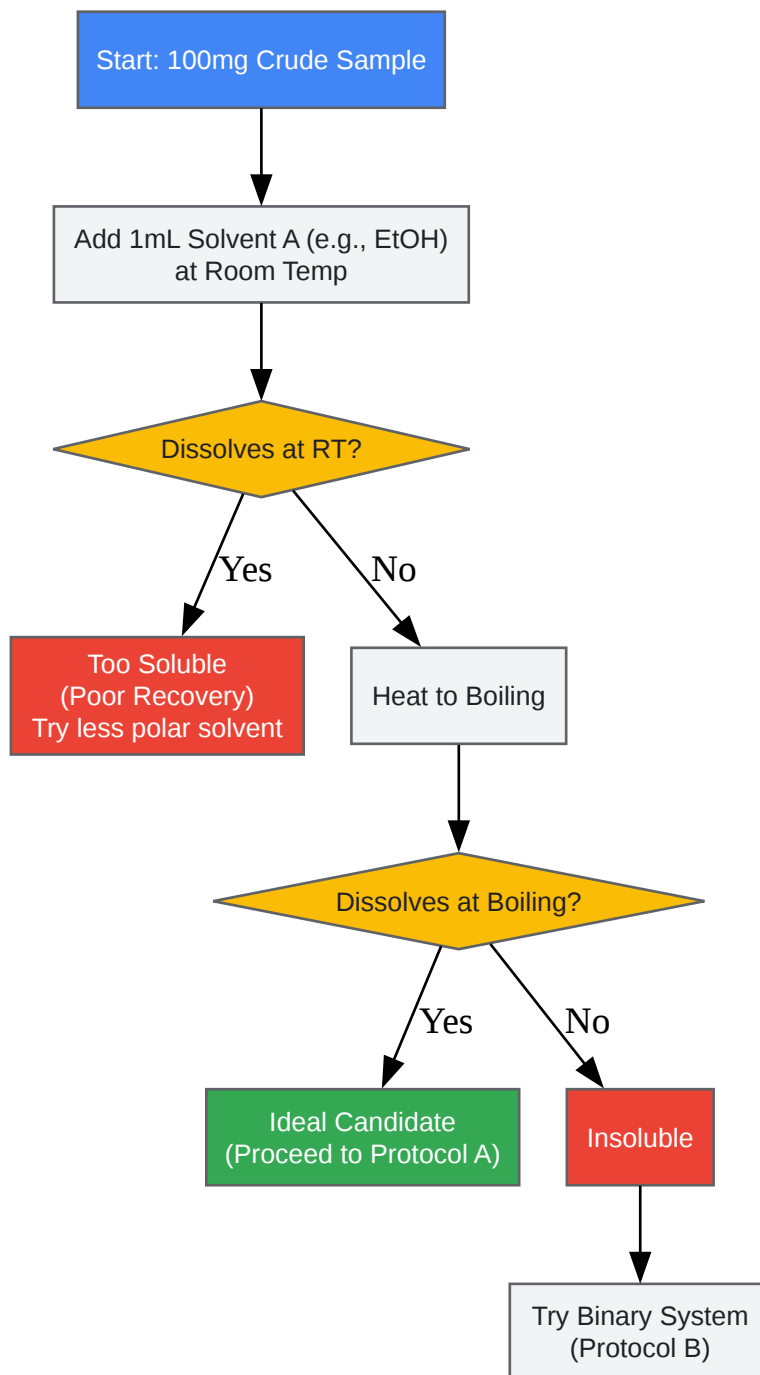 Start: 100mg Crude Sample
Add 1mL Solvent A (e.g., EtOH)
at Room Temp
Dissolves at RT?
Yes
No
Too Soluble
(Poor Recovery)
Try less polar solvent
Heat to Boiling
Dissolves at Boiling?
Yes
No
Ideal Candidate
(Proceed to Protocol A)
Insoluble
Try Binary System
(Protocol B)